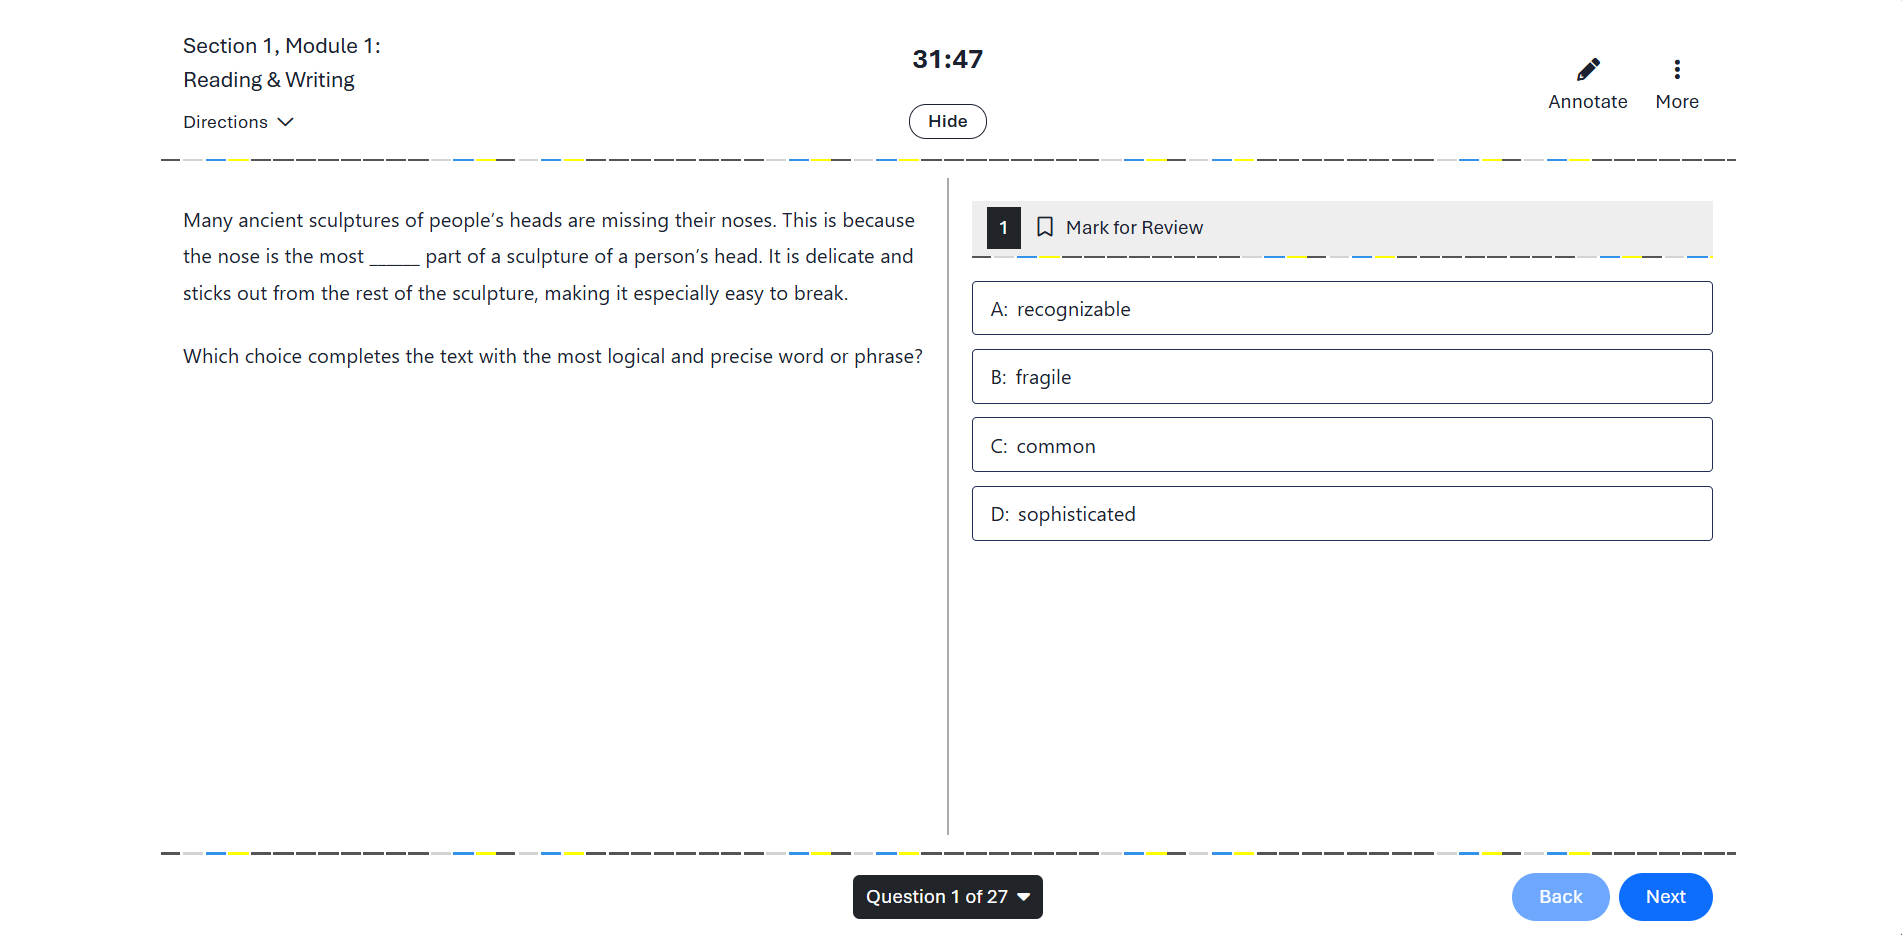 Section 1, Module 1:
Reading & Writing
Directions
31:47
Hide
Annotate
More
Many ancient sculptures of people’s heads are missing their noses. This is because
the nose is the most ______ part of a sculpture of a person’s head. It is delicate and
sticks out from the rest of the sculpture, making it especially easy to break.
Which choice completes the text with the most logical and precise word or phrase?
1
Mark for Review
A: recognizable
B: fragile
C: common
D: sophisticated
Question 1 of 27
Back
Next